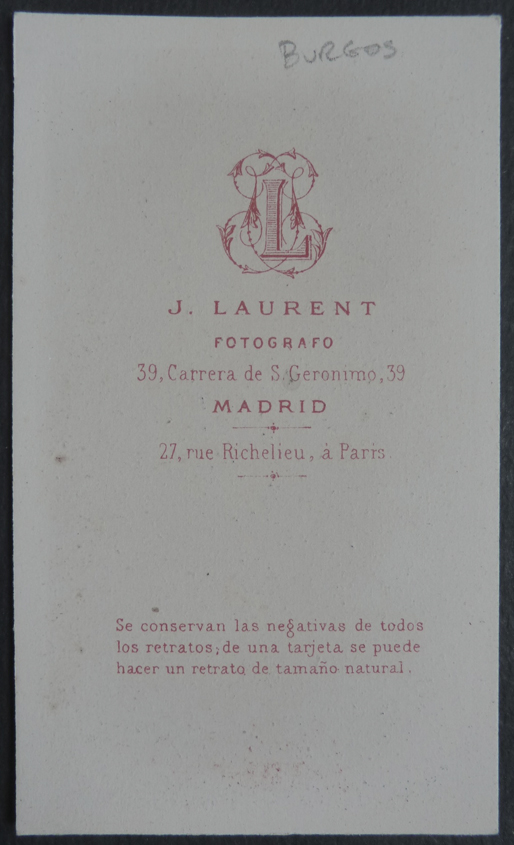 BURGOS
JL
J. LAURENT
FOTOGRAFO
39, Carrera de S. Geronimo, 39
MADRID
27, rue Richelieu, à Paris
Se conservan las negativas de todos
los retratos; de una tarjeta se puede
hacer un retrato de tamaño natural.